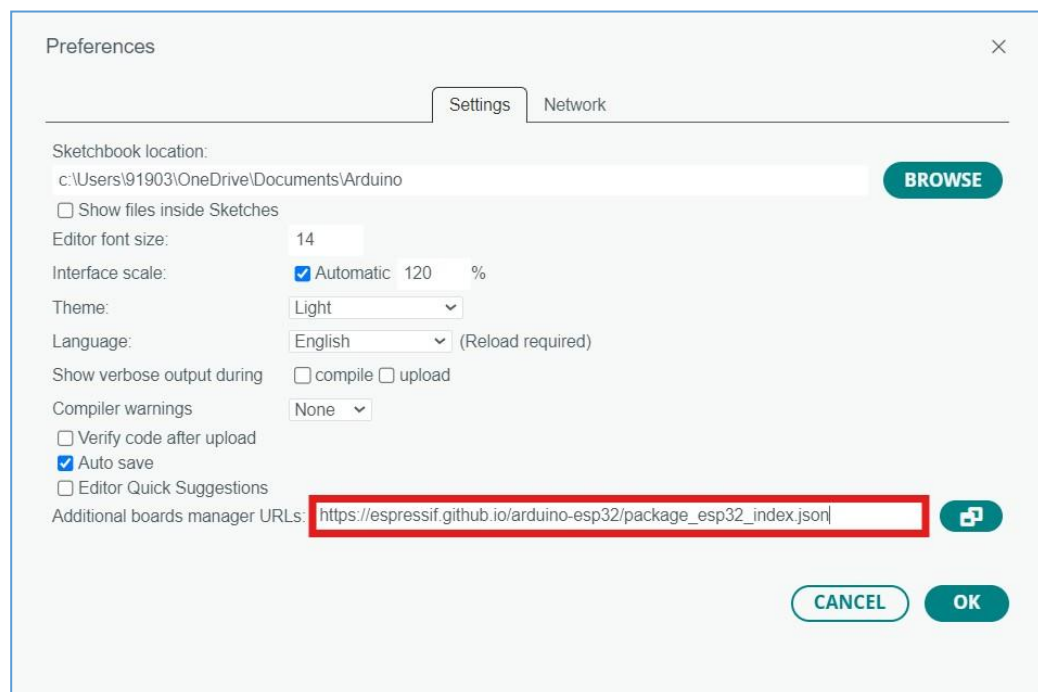 Preferences
Settings Network
Sketchbook location:
c:\Users\91903\OneDrive\Documents\Arduino
BROWSE
Show files inside Sketches
Editor font size: 14
Interface scale: Automatic 120 %
Theme: Light
Language: English (Reload required)
Show verbose output during compile upload
Compiler warnings None
Verify code after upload
Auto save
Editor Quick Suggestions
Additional boards manager URLs: https://espressif.github.io/arduino-esp32/package_esp32_index.json
CANCEL OK